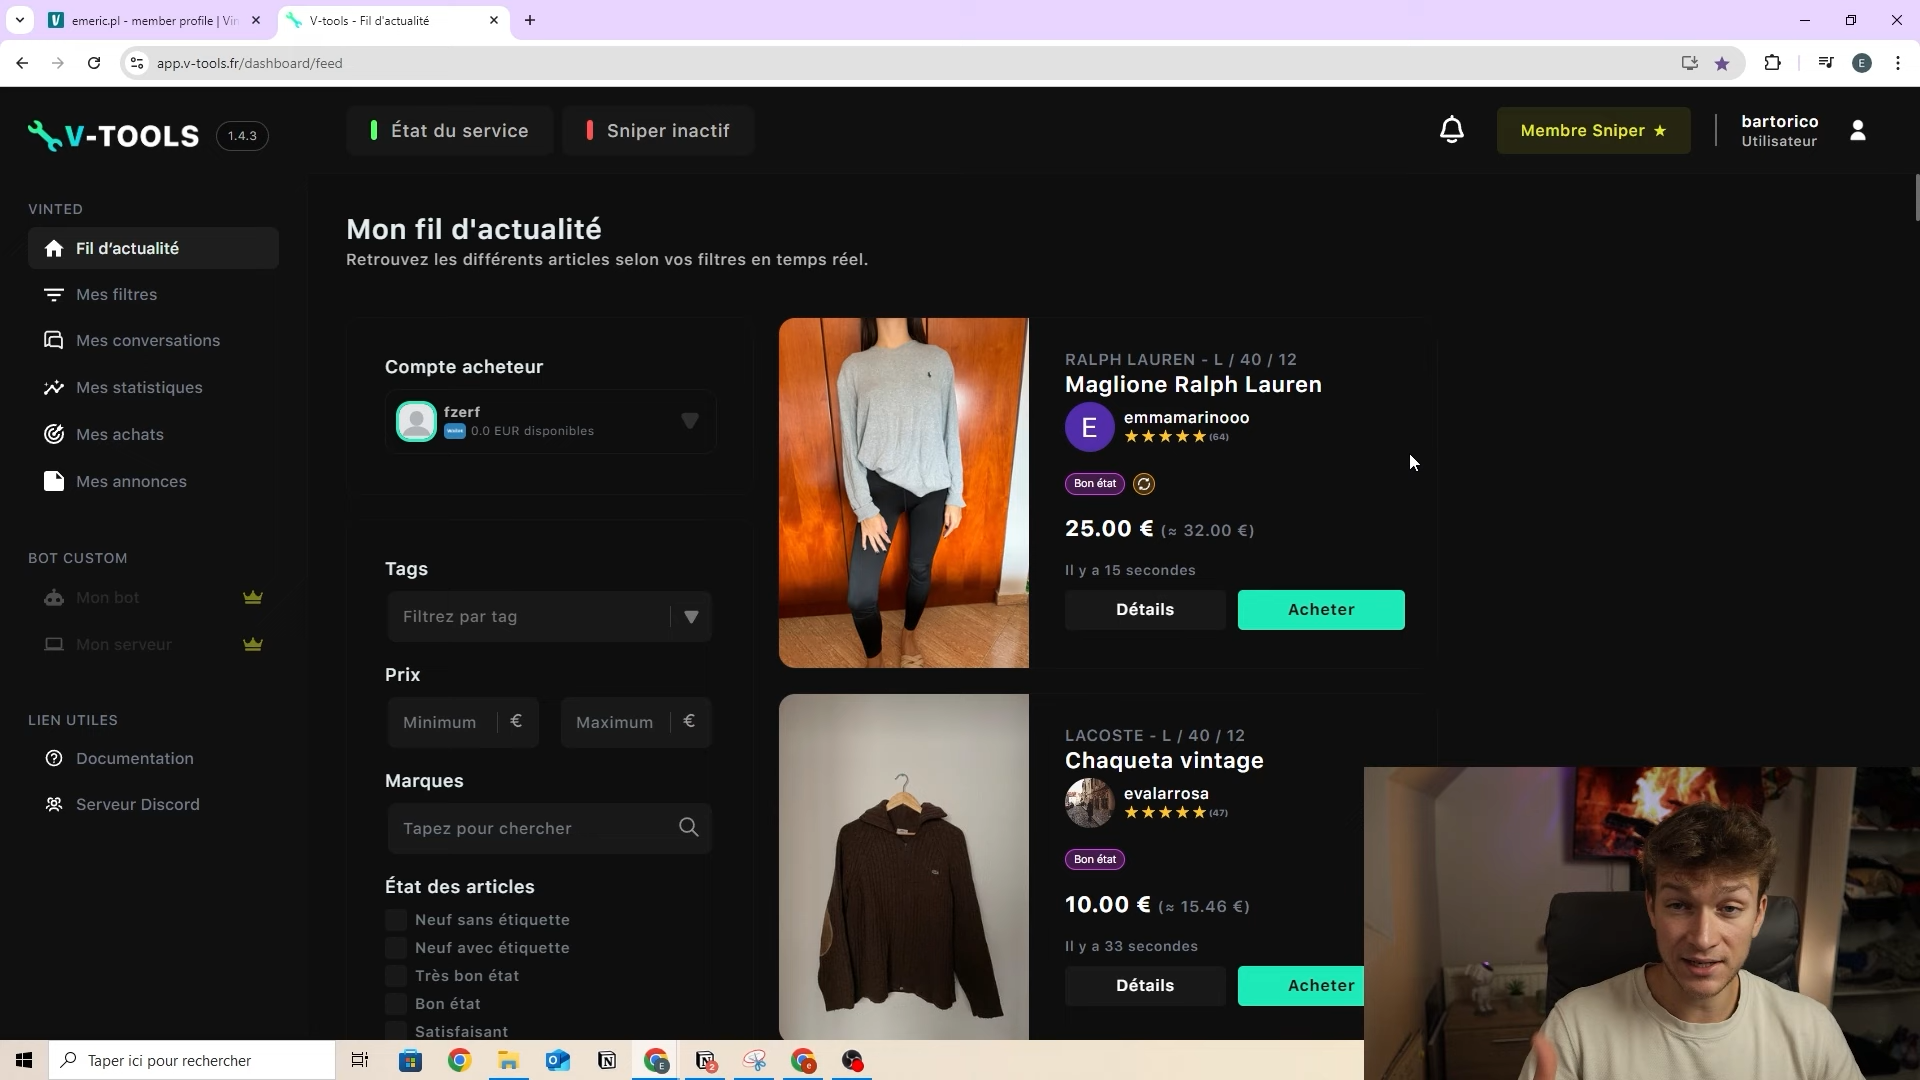 emeric.pl - member profile | Vin
V-tools - Fil d'actualité
app.v-tools.fr/dashboard/feed
E
V-TOOLS
1.4.3
État du service
Sniper inactif
Membre Sniper ★
bartorico
Utilisateur
VINTED
Fil d'actualité
Mes filtres
Mes conversations
Mes statistiques
Mes achats
Mes annonces
BOT CUSTOM
Mon bot
Mon serveur
LIEN UTILES
Documentation
Serveur Discord
Mon fil d'actualité
Retrouvez les différents articles selon vos filtres en temps réel.
Compte acheteur
fzerf
0.0 EUR disponibles
Tags
Filtrez par tag
Prix
Minimum €
Maximum €
Marques
Tapez pour chercher
État des articles
Neuf sans étiquette
Neuf avec étiquette
Très bon état
Bon état
Satisfaisant
RALPH LAUREN - L / 40 / 12
Maglione Ralph Lauren
E
emmamarinooo
★★★★★ (64)
Bon état
25.00 € (≈ 32.00 €)
Il y a 15 secondes
Détails
Acheter
LACOSTE - L / 40 / 12
Chaqueta vintage
evalarrosa
★★★★★ (47)
Bon état
10.00 € (≈ 15.46 €)
Il y a 33 secondes
Détails
Acheter
Taper ici pour rechercher